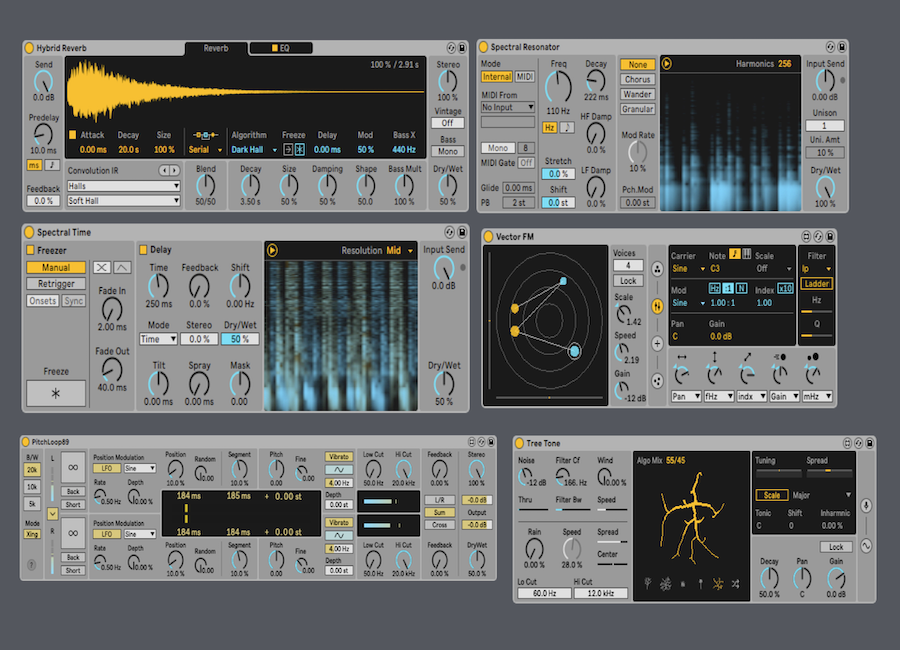 Hybrid Reverb
Reverb
EQ
Send
0.0 dB
Predelay
10.0 ms
ms
Feedback
0.0 %
100 % / 2.91 s
Attack Decay Size Algorithm Freeze Delay Mod Bass X
0.00 ms 20.0 s 100 % Serial Dark Hall 0.00 ms 50 % 440 Hz
Convolution IR
Halls
Soft Hall
Blend Decay Size Damping Shape Bass Mult
50/50 3.50 s 50.0 50.0 100 %
Stereo
100 %
Vintage
Off
Bass
Mono
Dry/Wet
50 %
Spectral Resonator
Mode
Internal MIDI
MIDI From
No Input
Mono 8
MIDI Gate Off
Glide 0.00 ms
PB 2 st
Freq
110 Hz
Hz
Stretch
0.0 %
Shift
0.0 st
Decay
222 ms
HF Damp
0.0 %
LF Damp
0.0 %
None
Chorus
Wander
Granular
Mod Rate
10 %
Pch.Mod
0.00 st
Harmonics 256
Input Send
0.00 dB
Unison
1
Uni. Amt
10 %
Dry/Wet
100 %
Spectral Time
Freezer
Manual
Retrigger
Onsets Sync
Freeze
Fade In
2.00 ms
Fade Out
40.0 ms
Delay
Time Feedback Shift
250 ms 0.0 % 0.00 Hz
Mode Stereo Dry/Wet
Time 0.0 % 50 %
Tilt Spray Mask
0.00 ms 0.00 ms 0.00
Resolution Mid
Input Send
0.0 dB
Dry/Wet
50 %
Vector FM
Voices
4
Lock
Scale
1.42
Speed
2.19
Gain
-12 dB
Carrier Note Scale
Sine C3 Off
Mod Hz :1 N Index x10
Sine 1.00 : 1 1.00
Pan Gain
C 0.0 dB
Filter
lp
Ladder
Hz
Q
Pan fHz indx Gain mHz
PitchLoop89
B/W
20k
10k
5k
Mode
Xing
?
L
R
Back
Short
Back
Short
Position Modulation
LFO Sine
Rate Depth
0.50 Hz 0.00
Position Random
10.0 % 0.00
Segment
10.0 %
Pitch Fine
0.00 0.00
Vibrato
4.00 Hz
Depth
0.00 st
Low Cut Hi Cut
50.0 Hz 20.0 kHz
Feedback
0.00 %
Stereo
100 %
184 ms 185 ms + 0.00 st
184 ms 184 ms + 0.00 st
L/R
Sum
Cross
-0.0 dB
Output
-0.0 dB
Position Modulation
LFO Sine
Rate Depth
0.50 Hz 0.00
Position Random
10.0 % 0.00
Segment
10.0 %
Pitch Fine
0.00 0.00
Vibrato
4.00 Hz
Depth
0.00 st
Low Cut Hi Cut
50.0 Hz 20.0 kHz
Feedback
0.00 %
DryWet
50.0 %
Tree Tone
Noise Filter Cf Wind
-12 dB 166. Hz 0.00 %
Thru Filter Bw Speed
Rain Speed Spread
0.00 % 28.0 % Center
Lo Cut Hi Cut
60.0 Hz 12.0 kHz
Algo Mix 55/45
Tuning Spread
Scale Major
Tonic Shift Inharmnic
C 0 0.00 %
Lock
Decay Pan Gain
50.0 % C 0.0 dB